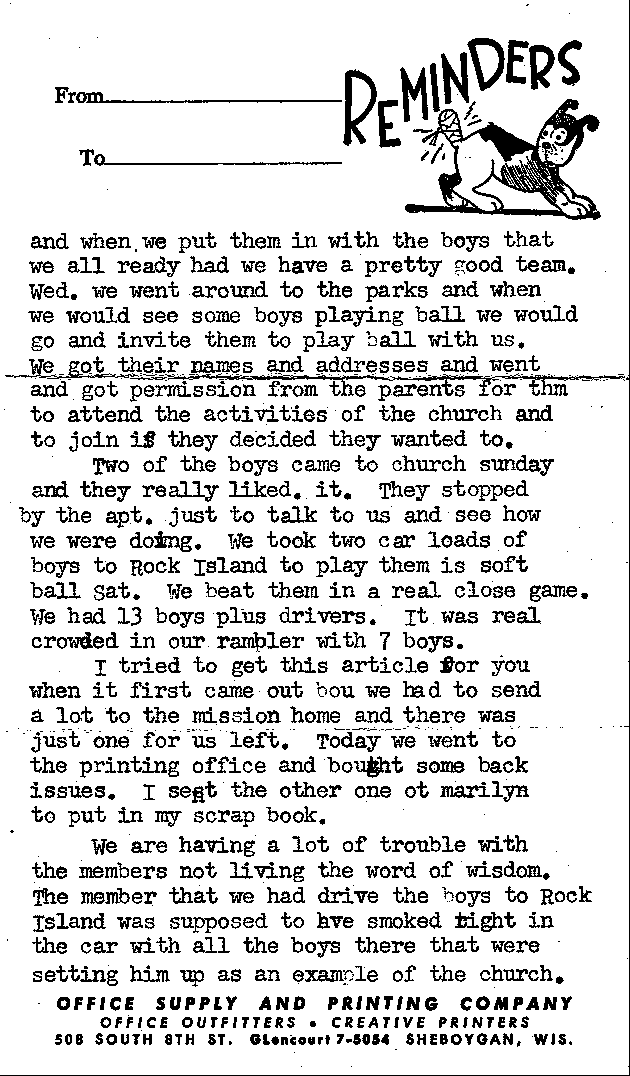 REMINDERS
From
To
and when we put them in with the boys that
we all ready had we have a pretty good team.
Wed. we went around to the parks and when
we would see some boys playing ball we would
go and invite them to play ball with us.
We got their names and addresses and went
and got permission from the parents for thm
to attend the activities of the church and
to join if they decided they wanted to.
Two of the boys came to church sunday
and they really liked. it. They stopped
by the apt. just to talk to us and see how
we were doing. We took two car loads of
boys to Rock Island to play them is soft
ball Sat. We beat them in a real close game.
We had 13 boys plus drivers. It was real
crowded in our rambler with 7 boys.
I tried to get this article for you
when it first came out bou we had to send
a lot to the mission home and there was
just one for us left. Today we went to
the printing office and bought some back
issues. I sent the other one ot marilyn
to put in my scrap book.
We are having a lot of trouble with
the members not living the word of wisdom.
The member that we had drive the boys to Rock
Island was supposed to hve smoked right in
the car with all the boys there that were
setting him up as an example of the church.
OFFICE SUPPLY AND PRINTING COMPANY
OFFICE OUTFITTERS • CREATIVE PRINTERS
508 SOUTH 8TH ST. GLencourt 7-5054 SHEBOYGAN, WIS.